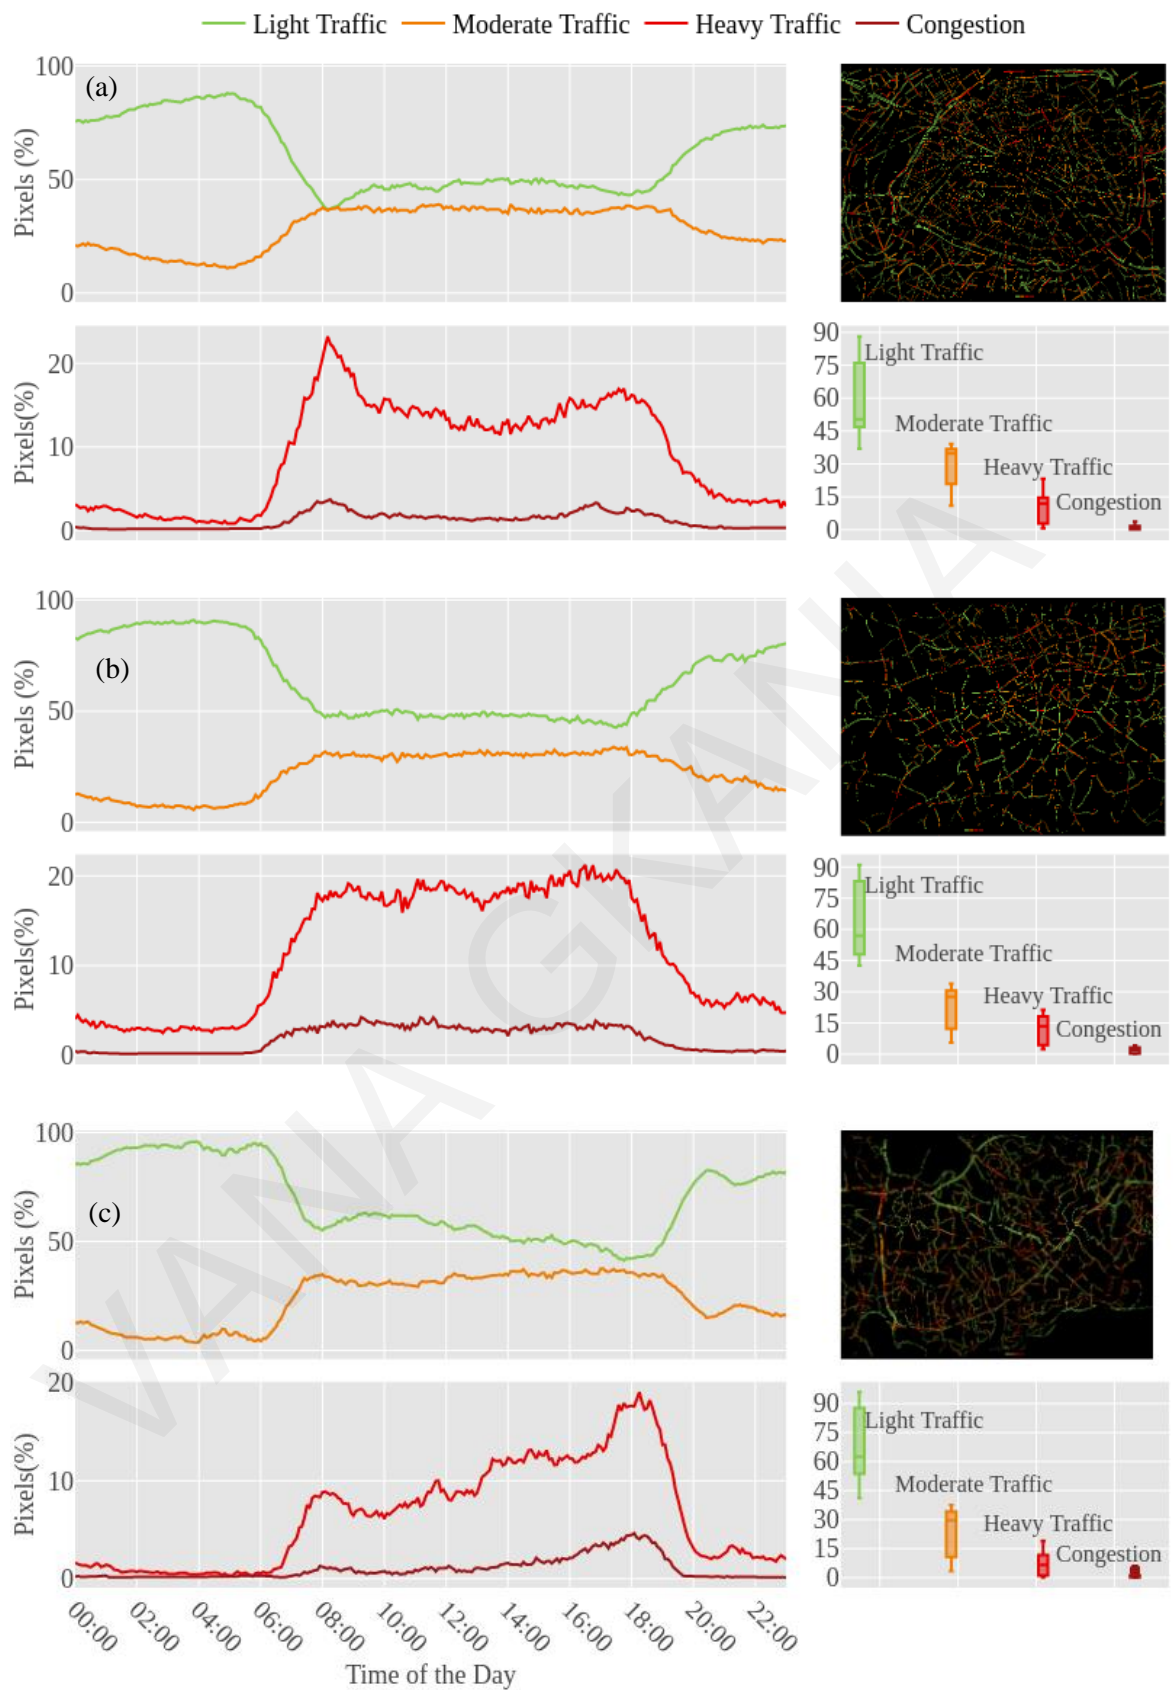 Light Traffic Moderate Traffic Heavy Traffic Congestion
(a)
Pixels (%)
100
50
0
Pixels(%)
20
10
0
90
75
60
45
30
15
0
Light Traffic
Moderate Traffic
Heavy Traffic
Congestion
(b)
Pixels (%)
100
50
0
Pixels(%)
20
10
0
90
75
60
45
30
15
0
Light Traffic
Moderate Traffic
Heavy Traffic
Congestion
(c)
Pixels (%)
100
50
0
Pixels(%)
20
10
0
90
75
60
45
30
15
0
Light Traffic
Moderate Traffic
Heavy Traffic
Congestion
00:00 02:00 04:00 06:00 08:00 10:00 12:00 14:00 16:00 18:00 20:00 22:00
Time of the Day
VANA GKANIA